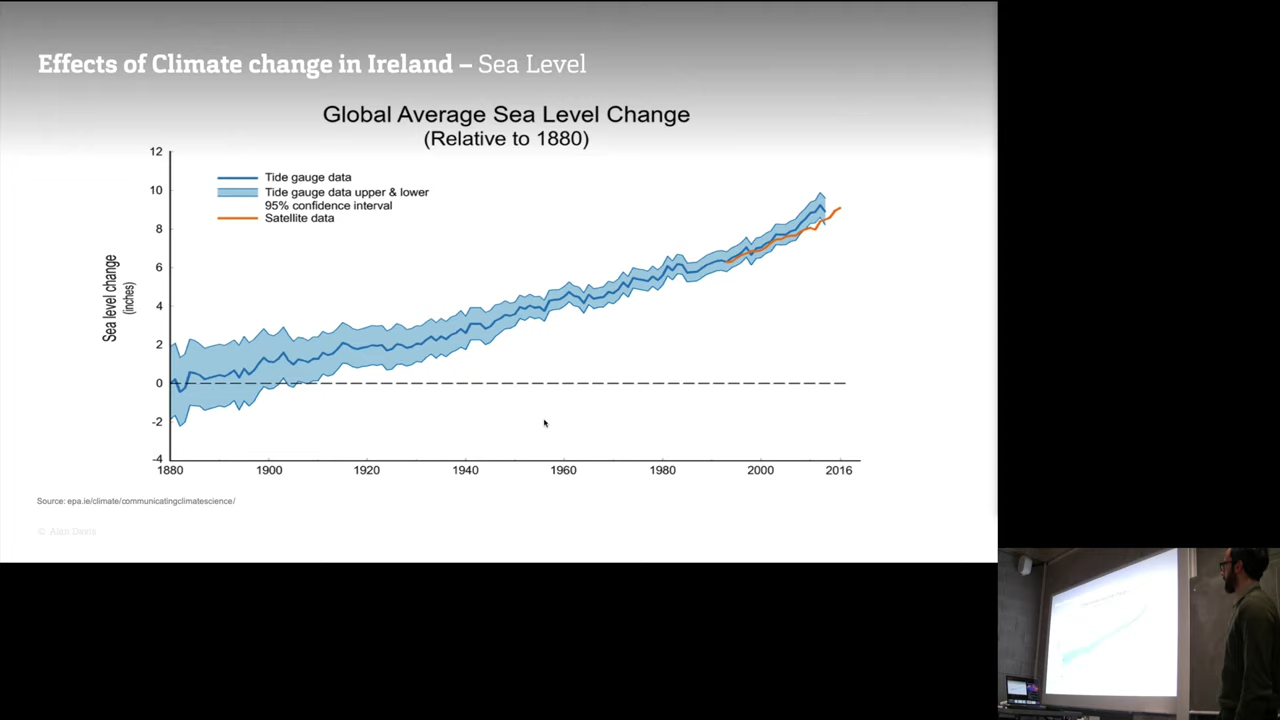 Effects of Climate change in Ireland – Sea Level
Global Average Sea Level Change
(Relative to 1880)
12
10
8
6
4
2
0
-2
-4
Sea level change
(inches)
Tide gauge data
Tide gauge data upper & lower
95% confidence interval
Satellite data
1880 1900 1920 1940 1960 1980 2000 2016
Source: epa.ie/climate/communicatingclimatescience/
© Alan Davis